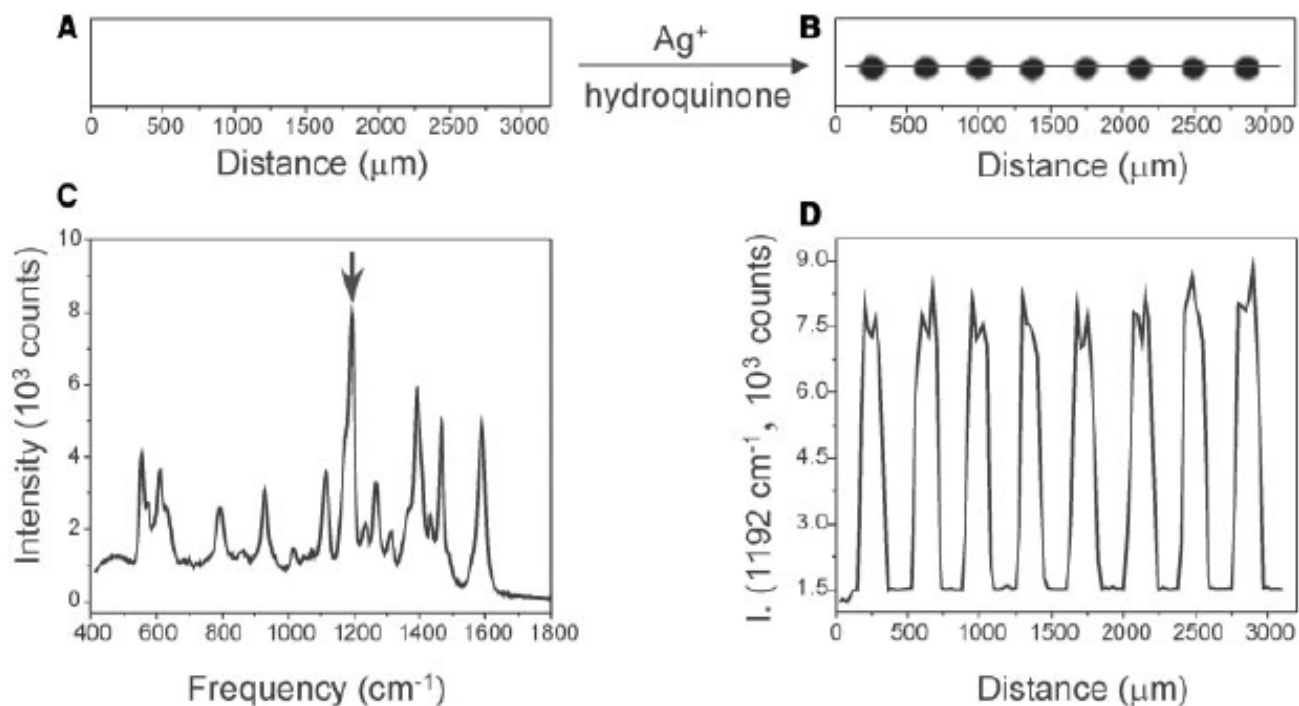 A
0 500 1000 1500 2000 2500 3000
Distance (μm)
Ag⁺
hydroquinone
B
0 500 1000 1500 2000 2500 3000
Distance (μm)
C
Intensity (10³ counts)
10
8
6
4
2
0
400 600 800 1000 1200 1400 1600 1800
Frequency (cm⁻¹)
D
I. (1192 cm⁻¹, 10³ counts)
9.0
7.5
6.0
4.5
3.0
1.5
0 500 1000 1500 2000 2500 3000
Distance (μm)